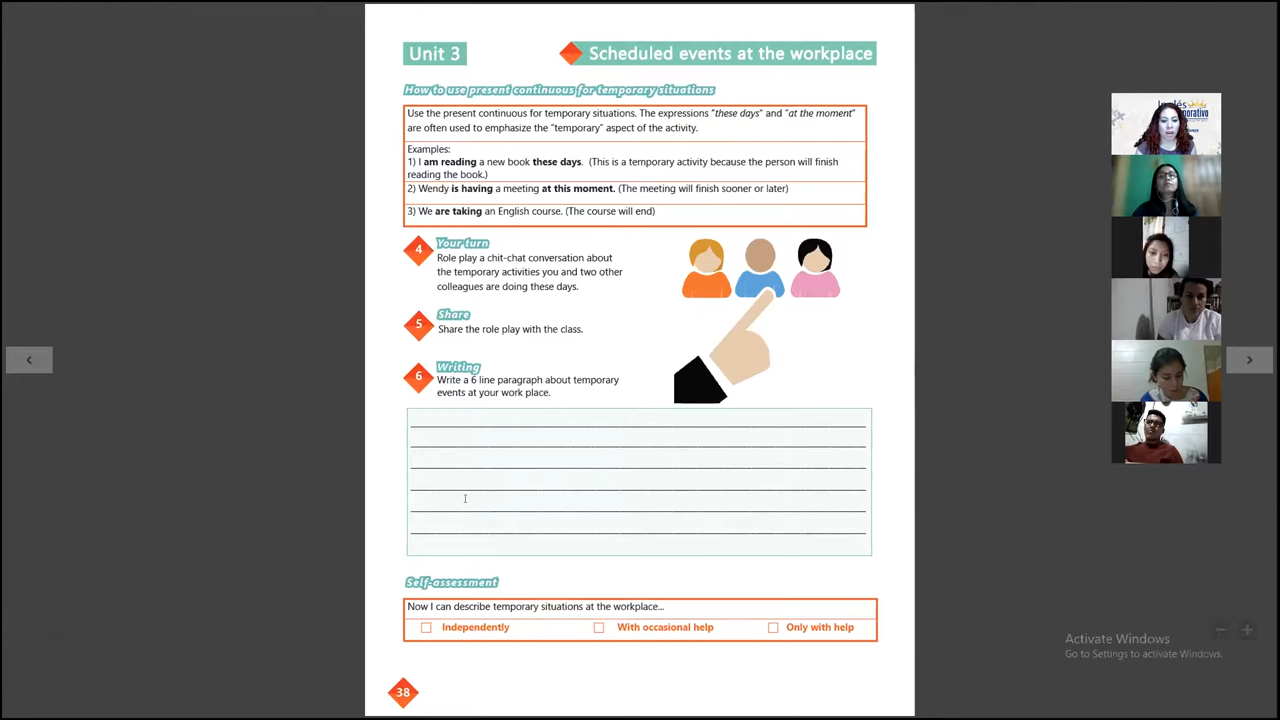 Unit 3
Scheduled events at the workplace
How to use present continuous for temporary situations
Use the present continuous for temporary situations. The expressions "these days" and "at the moment"
are often used to emphasize the "temporary" aspect of the activity.
Examples:
1) I am reading a new book these days. (This is a temporary activity because the person will finish
reading the book.)
2) Wendy is having a meeting at this moment. (The meeting will finish sooner or later)
3) We are taking an English course. (The course will end)
4
Your turn
Role play a chit-chat conversation about
the temporary activities you and two other
colleagues are doing these days.
5
Share
Share the role play with the class.
6
Writing
Write a 6 line paragraph about temporary
events at your work place.
Self-assessment
Now I can describe temporary situations at the workplace...
Independently
With occasional help
Only with help
38
Activate Windows
Go to Settings to activate Windows.